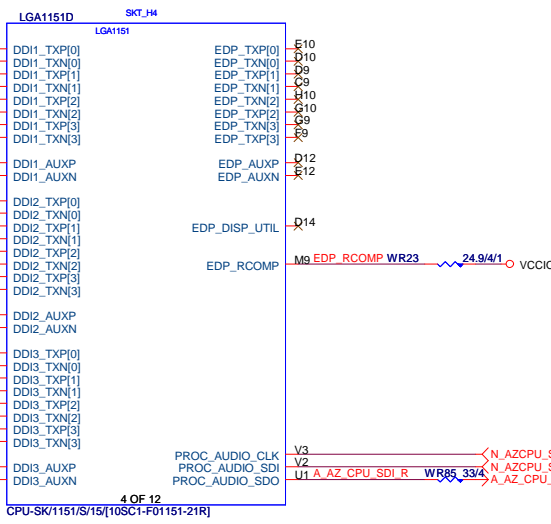 LGA1151D
SKT_H4
LGA1151
DDI1_TXP[0] EDP_TXP[0] E10
DDI1_TXN[0] EDP_TXN[0] D10
DDI1_TXP[1] EDP_TXP[1] D9
DDI1_TXN[1] EDP_TXN[1] C9
DDI1_TXP[2] EDP_TXN[2] H10
DDI1_TXN[2] EDP_TXP[2] G10
DDI1_TXP[3] EDP_TXN[3] G9
DDI1_TXN[3] EDP_TXP[3] F9
DDI1_AUXP EDP_AUXP D12
DDI1_AUXN EDP_AUXN E12
DDI2_TXP[0]
DDI2_TXN[0]
DDI2_TXP[1] EDP_DISP_UTIL D14
DDI2_TXN[1]
DDI2_TXP[2]
DDI2_TXN[2] EDP_RCOMP M9 EDP_RCOMP WR23 24.9/4/1 VCCIO
DDI2_TXP[3]
DDI2_TXN[3]
DDI2_AUXP
DDI2_AUXN
DDI3_TXP[0]
DDI3_TXN[0]
DDI3_TXP[1]
DDI3_TXN[1]
DDI3_TXP[2]
DDI3_TXN[2]
DDI3_TXP[3]
DDI3_TXN[3]
PROC_AUDIO_CLK V3 N_AZCPU_S
DDI3_AUXP PROC_AUDIO_SDI V2 N_AZCPU_S
DDI3_AUXN PROC_AUDIO_SDO U1 A_AZ_CPU_SDI_R WR85 33/4 A_AZ_CPU_
4 OF 12
CPU-SK/1151/S/15/[10SC1-F01151-21R]